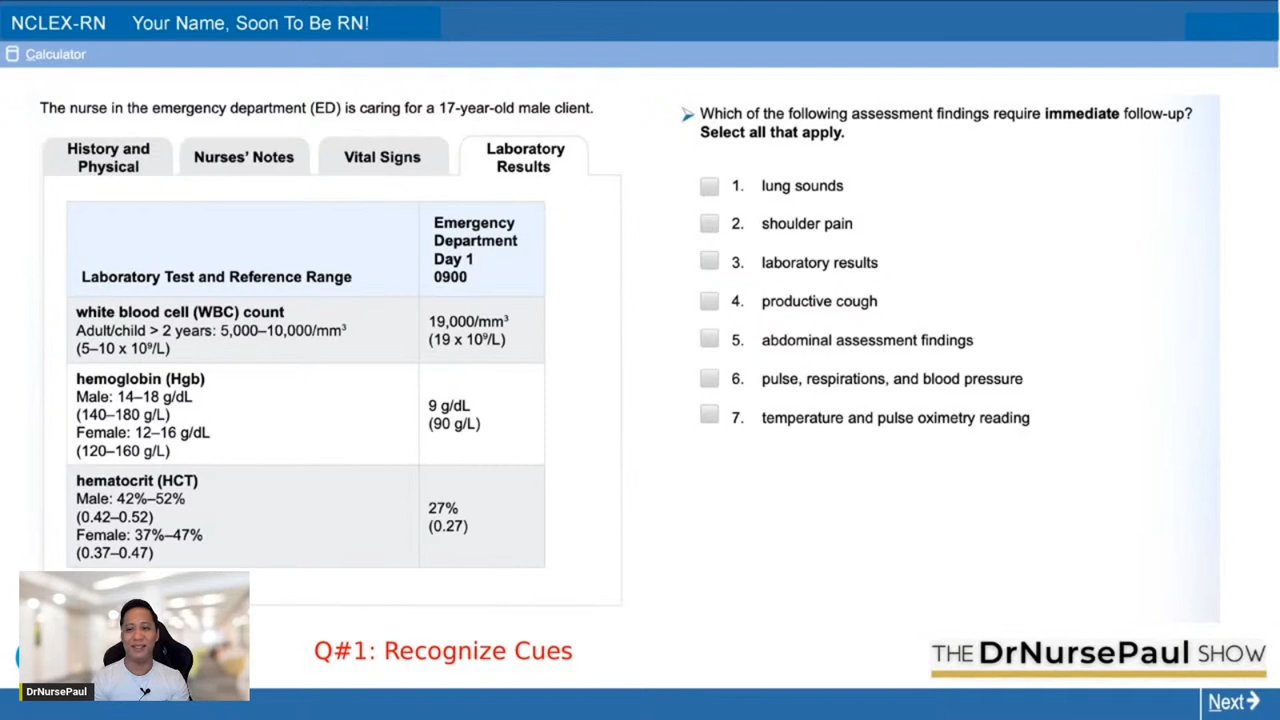 NCLEX-RN Your Name, Soon To Be RN!
Calculator
The nurse in the emergency department (ED) is caring for a 17-year-old male client.
History and
Physical
Nurses' Notes
Vital Signs
Laboratory
Results
Laboratory Test and Reference Range
Emergency
Department
Day 1
0900
white blood cell (WBC) count
Adult/child > 2 years: 5,000–10,000/mm³
(5–10 x 10⁹/L)
19,000/mm³
(19 x 10⁹/L)
hemoglobin (Hgb)
Male: 14–18 g/dL
(140–180 g/L)
Female: 12–16 g/dL
(120–160 g/L)
9 g/dL
(90 g/L)
hematocrit (HCT)
Male: 42%–52%
(0.42–0.52)
Female: 37%–47%
(0.37–0.47)
27%
(0.27)
Which of the following assessment findings require immediate follow-up?
Select all that apply.
1. lung sounds
2. shoulder pain
3. laboratory results
4. productive cough
5. abdominal assessment findings
6. pulse, respirations, and blood pressure
7. temperature and pulse oximetry reading
DrNursePaul
Q#1: Recognize Cues
THE DrNursePaul SHOW
Next